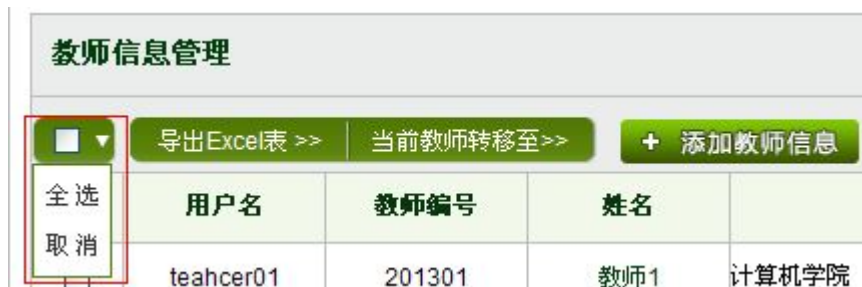 教师信息管理
导出Excel表 >> 当前教师转移至>> + 添加教师信息
全选
用户名 教师编号 姓名
取消
teahcer01 201301 教师1 计算机学院